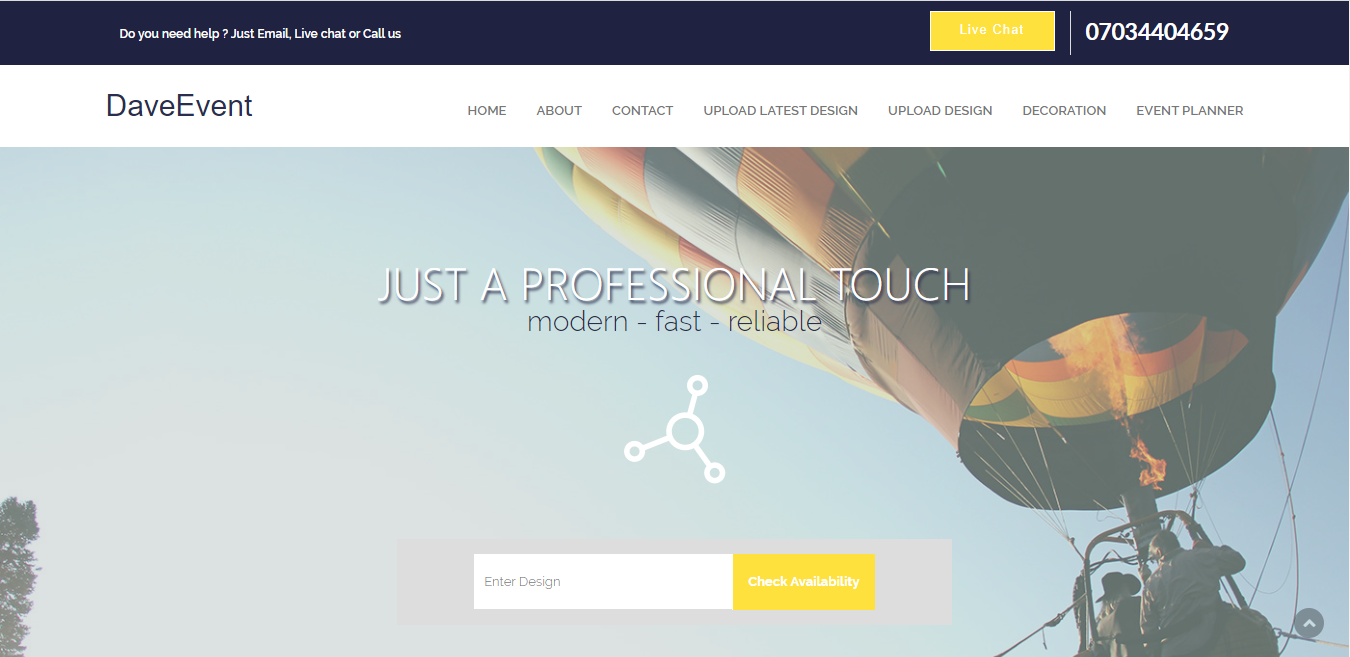 Do you need help ? Just Email, Live chat or Call us
Live Chat
07034404659
DaveEvent
HOME ABOUT CONTACT UPLOAD LATEST DESIGN UPLOAD DESIGN DECORATION EVENT PLANNER
JUST A PROFESSIONAL TOUCH
modern - fast - reliable
Enter Design
Check Availability